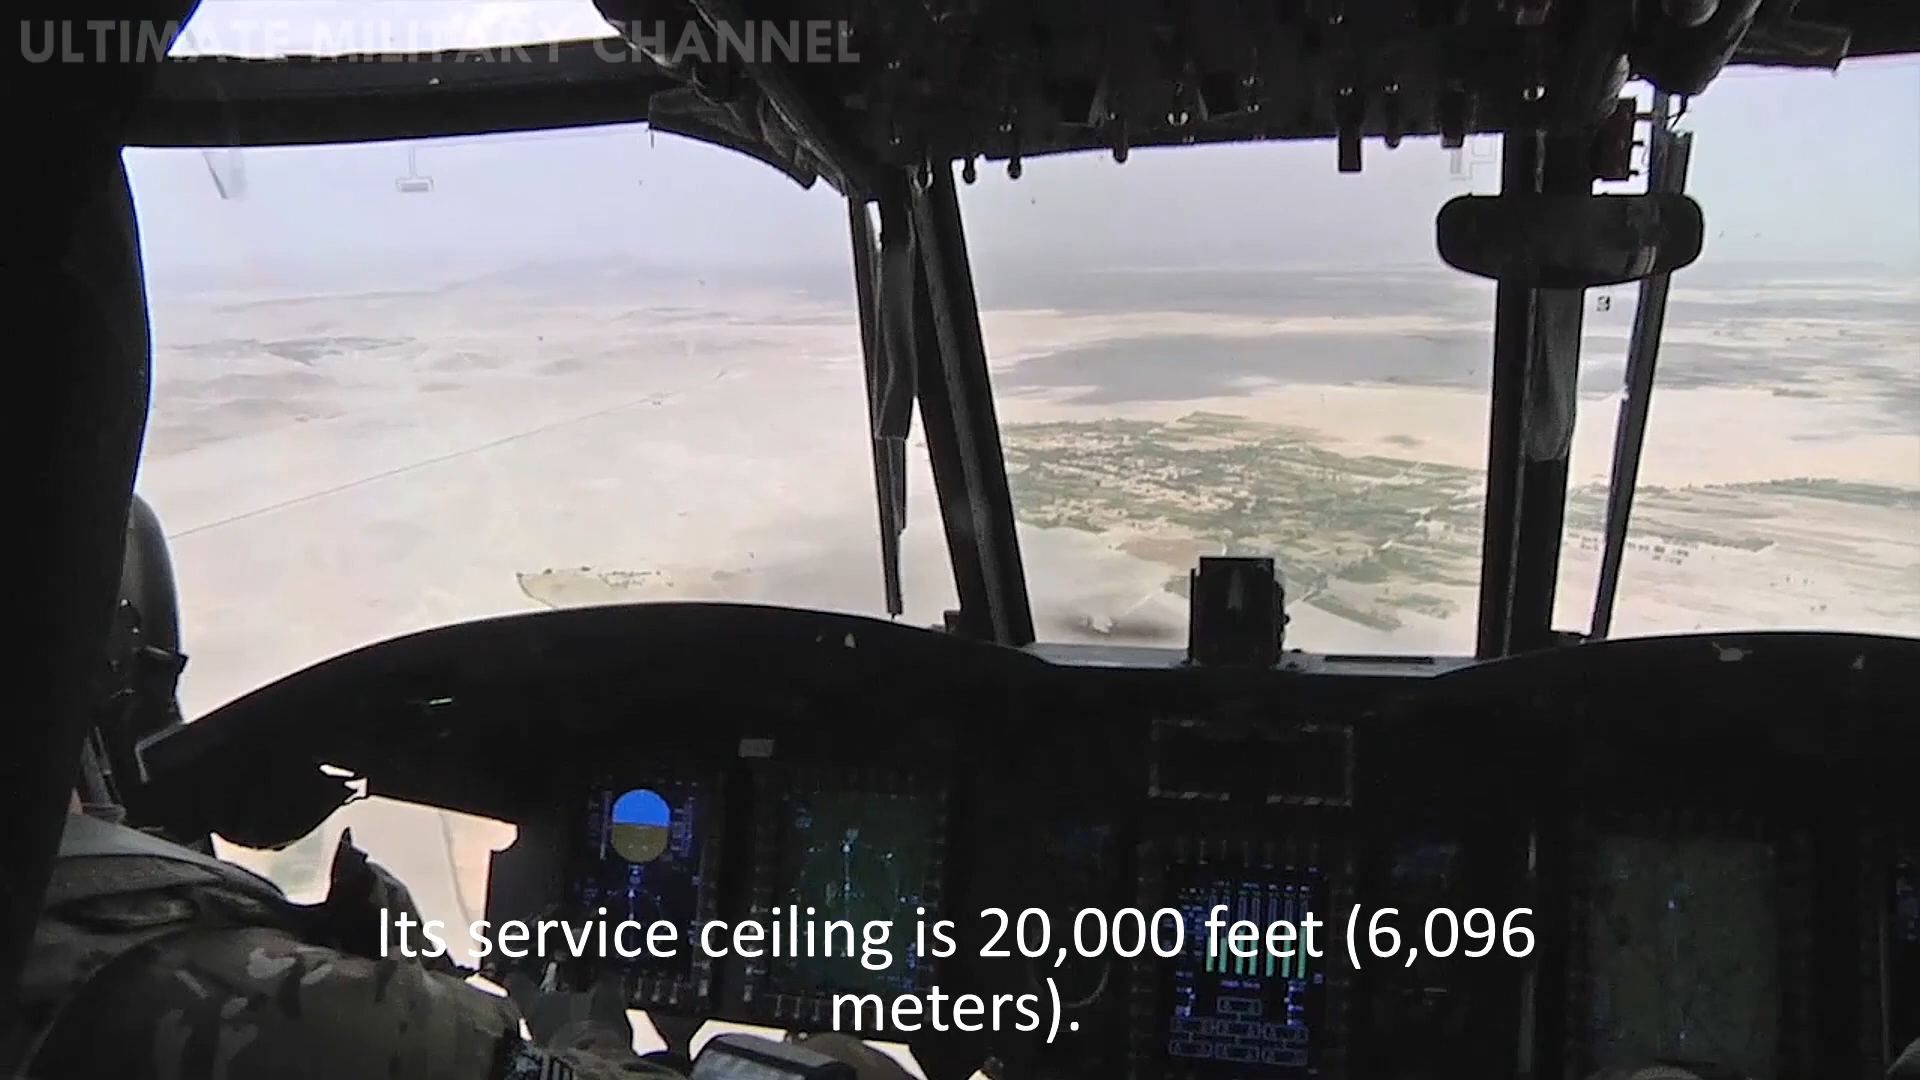 ULTIMATE MILITARY CHANNEL
Its service ceiling is 20,000 feet (6,096
meters).